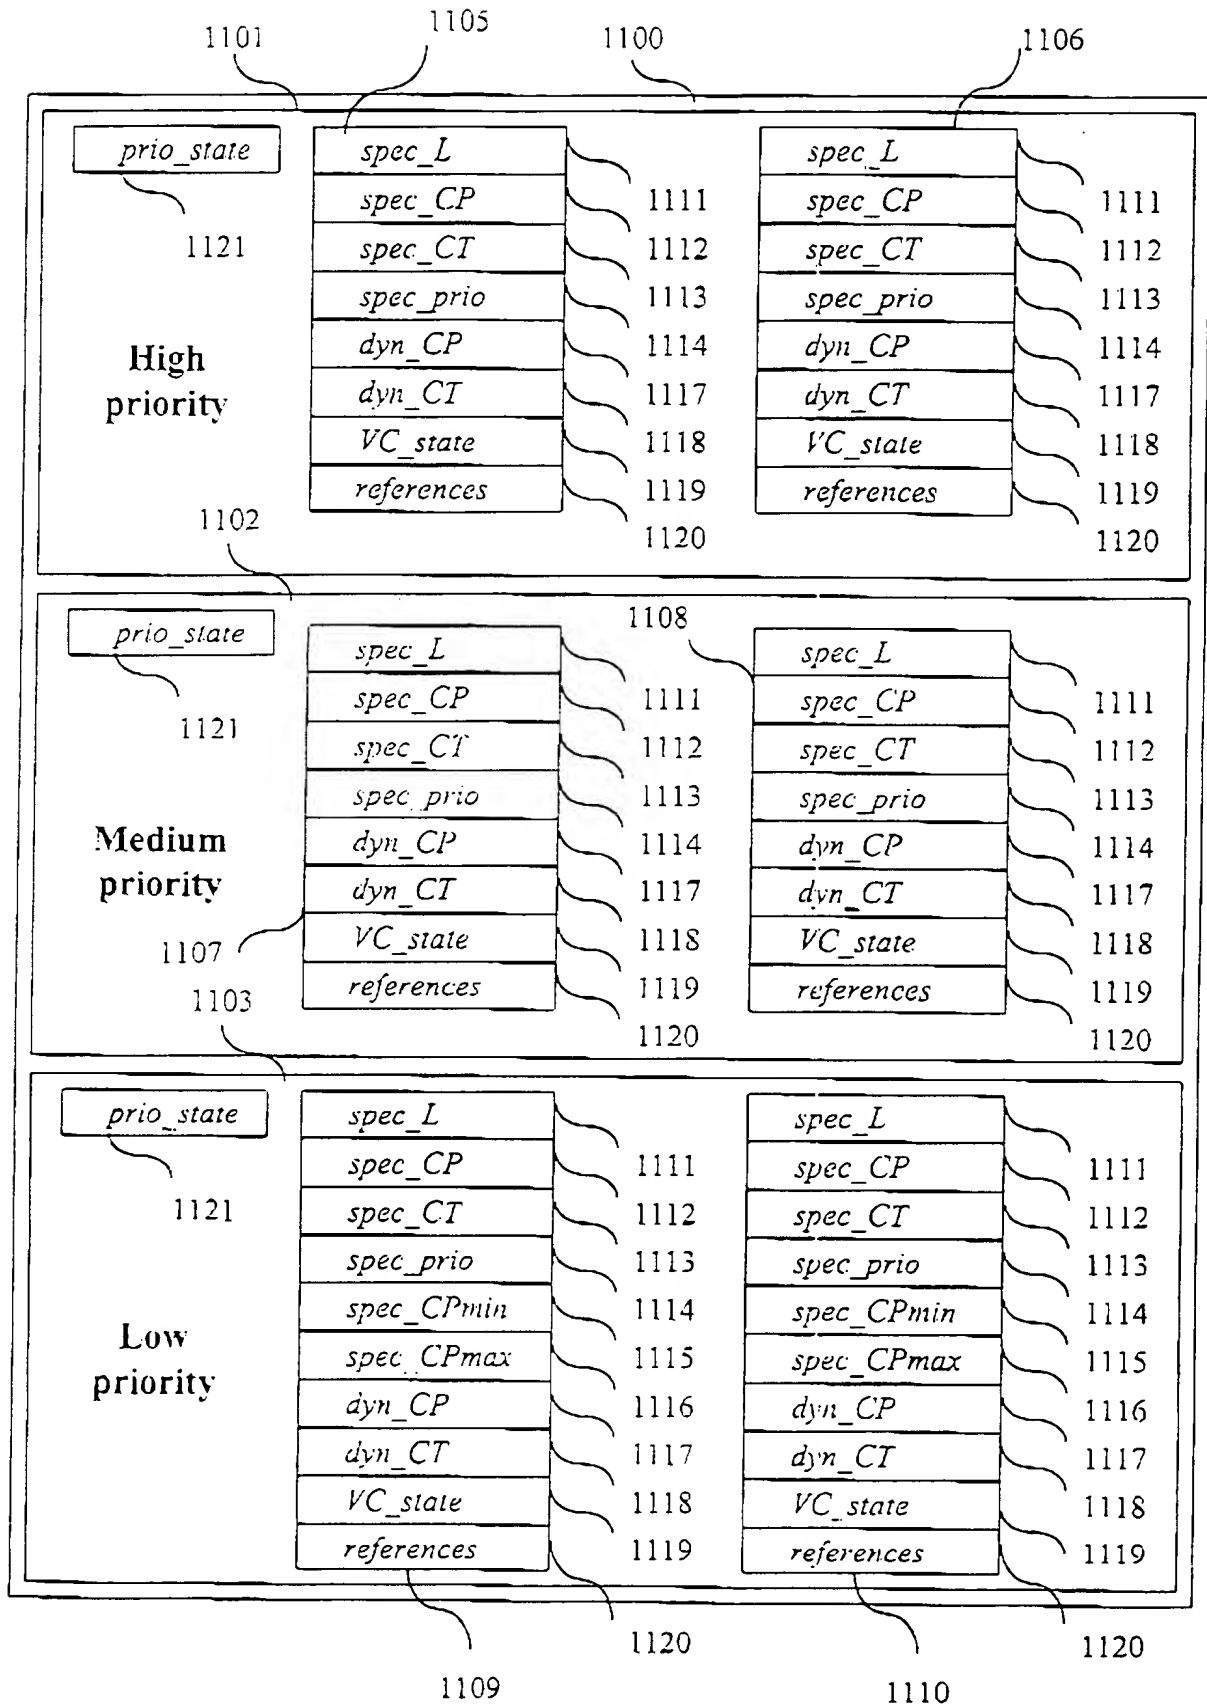 1101 1105 1100 1106
prio_state spec_L spec_L
spec_CP 1111 spec_CP 1111
1121 spec_CT 1112 spec_CT 1112
spec_prio 1113 spec_prio 1113
High dyn_CP 1114 dyn_CP 1114
priority dyn_CT 1117 dyn_CT 1117
VC_state 1118 VC_state 1118
references 1119 references 1119
1102 1120 1120
prio_state spec_L 1108 spec_L
spec_CP 1111 spec_CP 1111
1121 spec_CT 1112 spec_CT 1112
spec_prio 1113 spec_prio 1113
Medium dyn_CP 1114 dyn_CP 1114
priority dyn_CT 1117 dyn_CT 1117
1107 VC_state 1118 VC_state 1118
references 1119 references 1119
1103 1120 1120
prio_state spec_L spec_L
spec_CP 1111 spec_CP 1111
1121 spec_CT 1112 spec_CT 1112
spec_prio 1113 spec_prio 1113
spec_CPmin 1114 spec_CPmin 1114
Low spec_CPmax 1115 spec_CPmax 1115
priority dyn_CP 1116 dyn_CP 1116
dyn_CT 1117 dyn_CT 1117
VC_state 1118 VC_state 1118
references 1119 references 1119
1120 1120
1109 1110